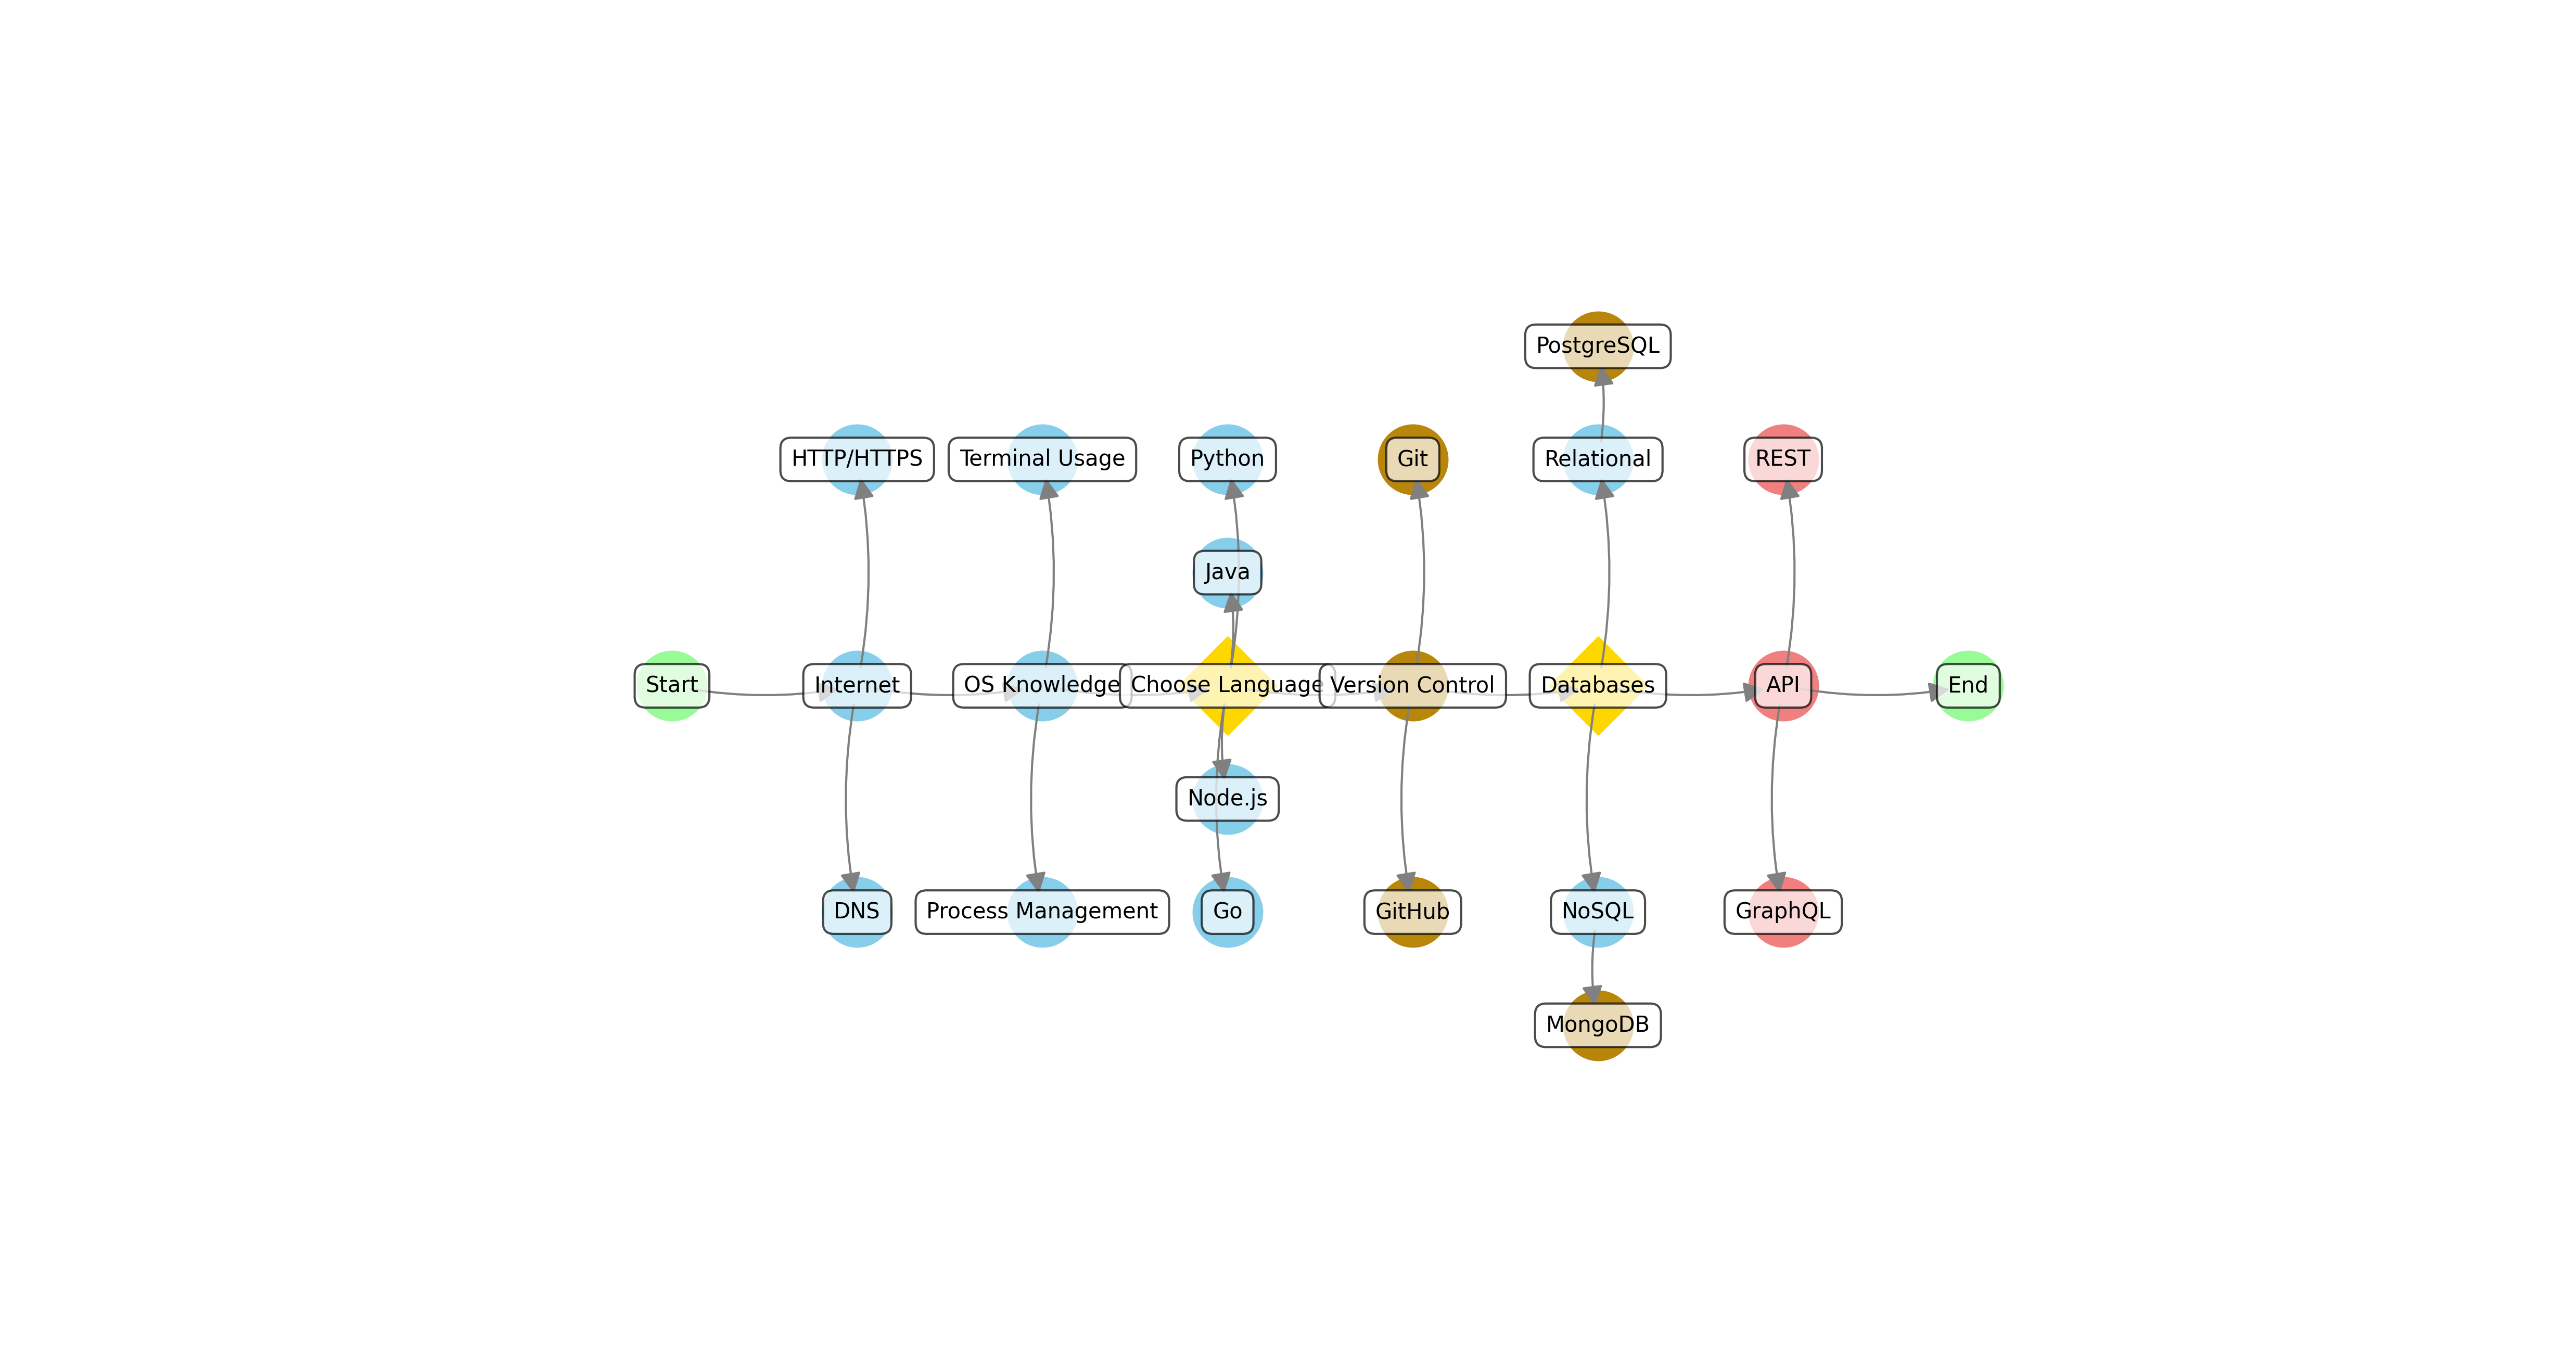 PostgreSQL
HTTP/HTTPS
Terminal Usage
Python
Git
Relational
REST
Java
Start
Internet
OS Knowledge
Choose Language
Version Control
Databases
API
End
Node.js
DNS
Process Management
Go
GitHub
NoSQL
GraphQL
MongoDB